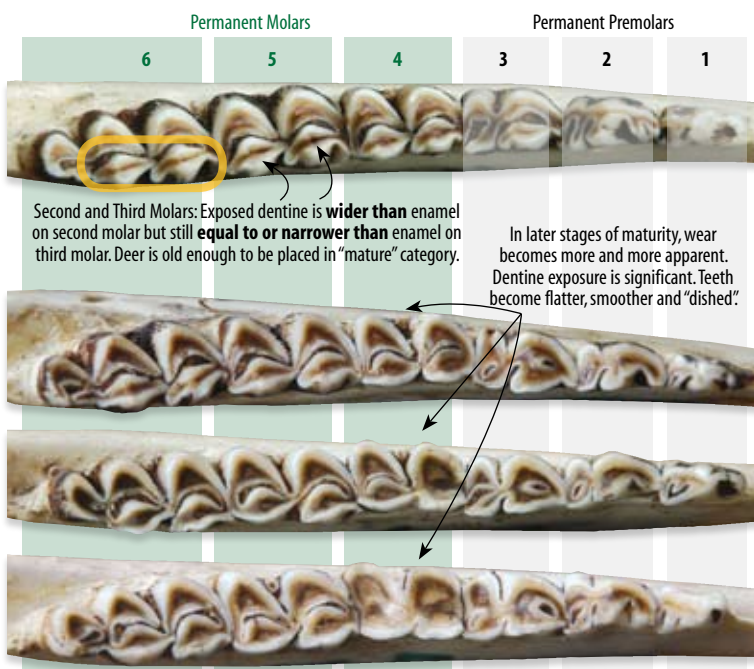 Permanent Molars
Permanent Premolars
6
5
4
3
2
1
Second and Third Molars: Exposed dentine is wider than enamel
on second molar but still equal to or narrower than enamel on
third molar. Deer is old enough to be placed in “mature” category.
In later stages of maturity, wear
becomes more and more apparent.
Dentine exposure is significant. Teeth
become flatter, smoother and “dished”.